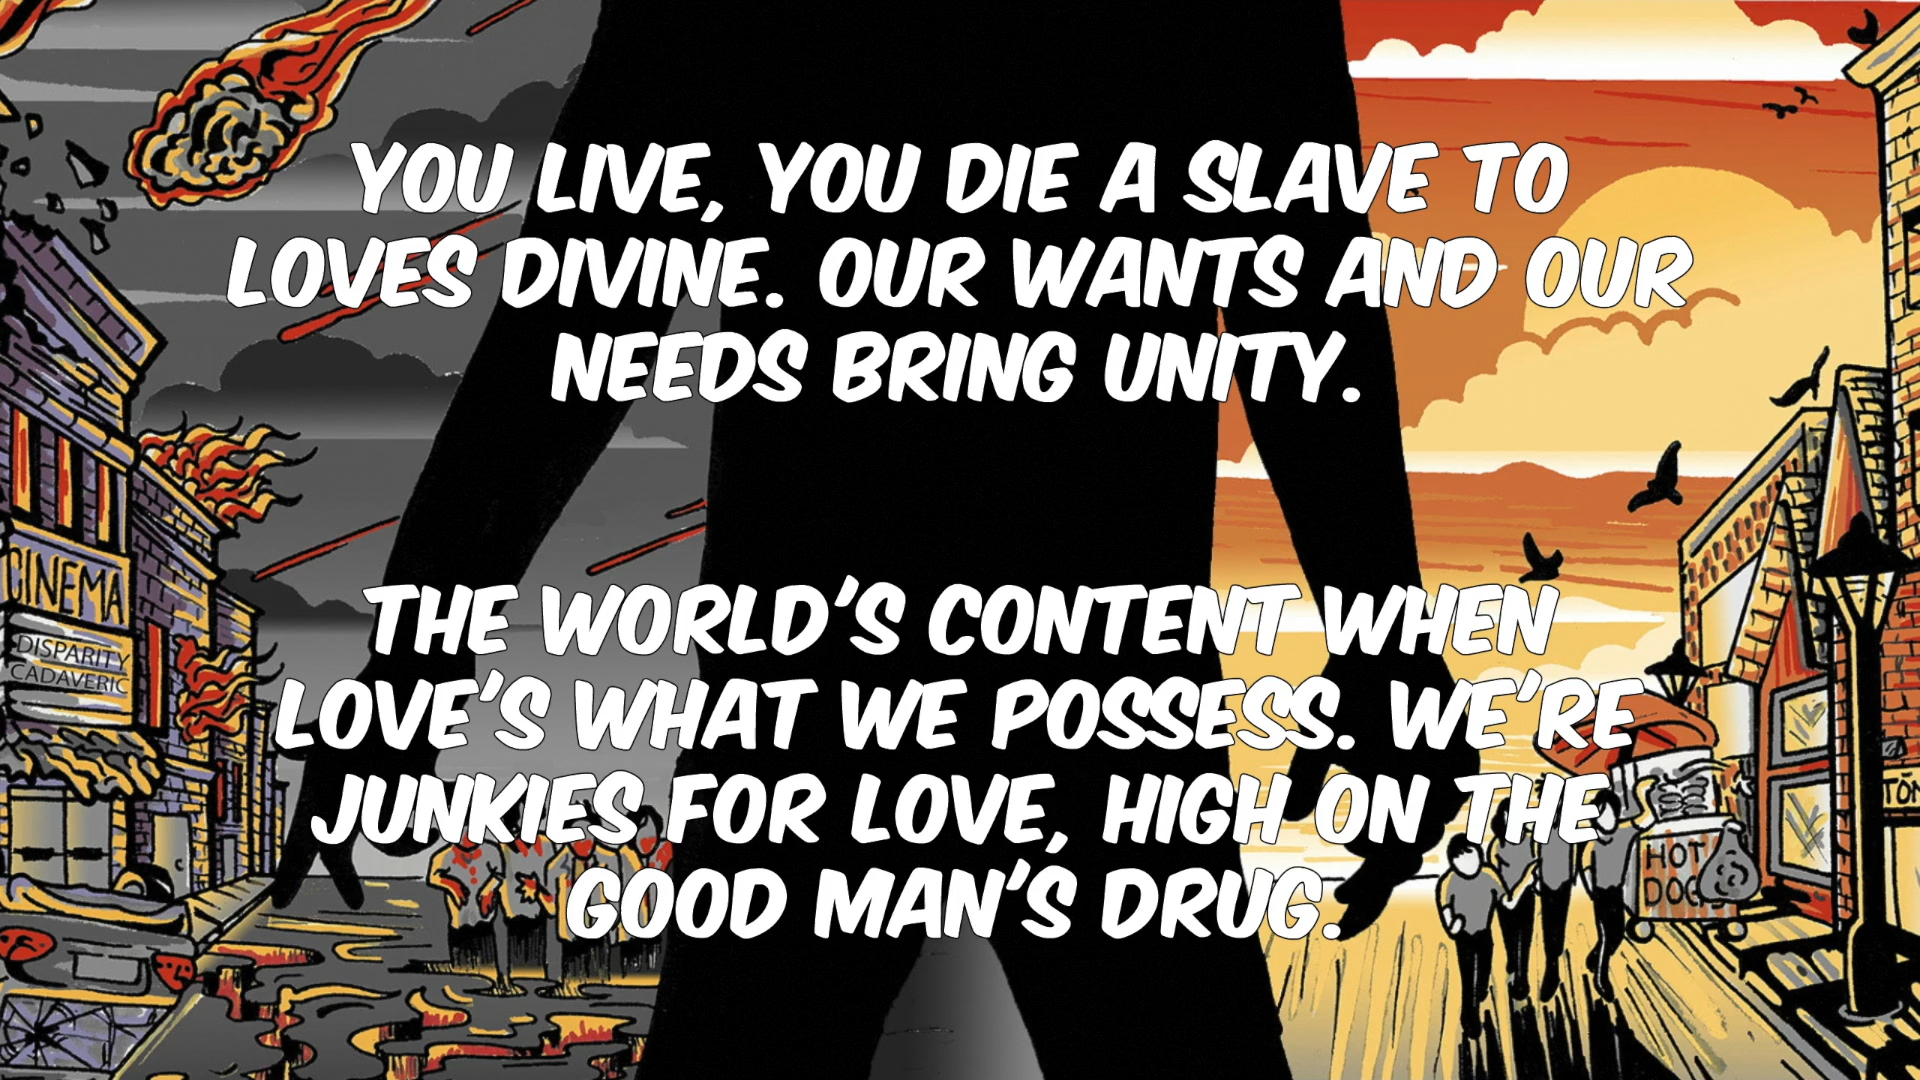 YOU LIVE, YOU DIE A SLAVE TO
LOVES DIVINE. OUR WANTS AND OUR
NEEDS BRING UNITY.
THE WORLD'S CONTENT WHEN
LOVE'S WHAT WE POSSESS. WE'RE
JUNKIES FOR LOVE, HIGH ON THE
GOOD MAN'S DRUG.
CINEMA
DISPARITY
CADAVERIC
HOT
DOG